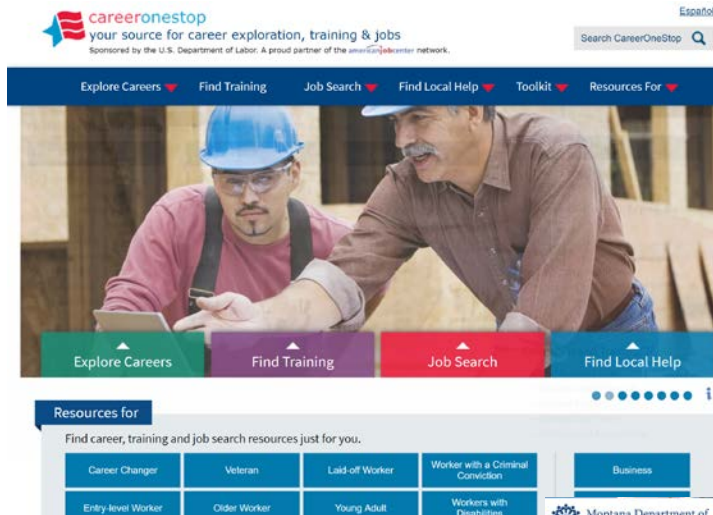 careeronestop
your source for career exploration, training & jobs
Sponsored by the U.S. Department of Labor. A proud partner of the americanjobcenter network.
Español
Search CareerOneStop
Explore Careers Find Training Job Search Find Local Help Toolkit Resources For
Explore Careers Find Training Job Search Find Local Help
i
Resources for
Find career, training and job search resources just for you.
Career Changer Veteran Laid-off Worker Worker with a Criminal Conviction Business
Entry-level Worker Older Worker Young Adult Workers with Disabilities
Montana Department of